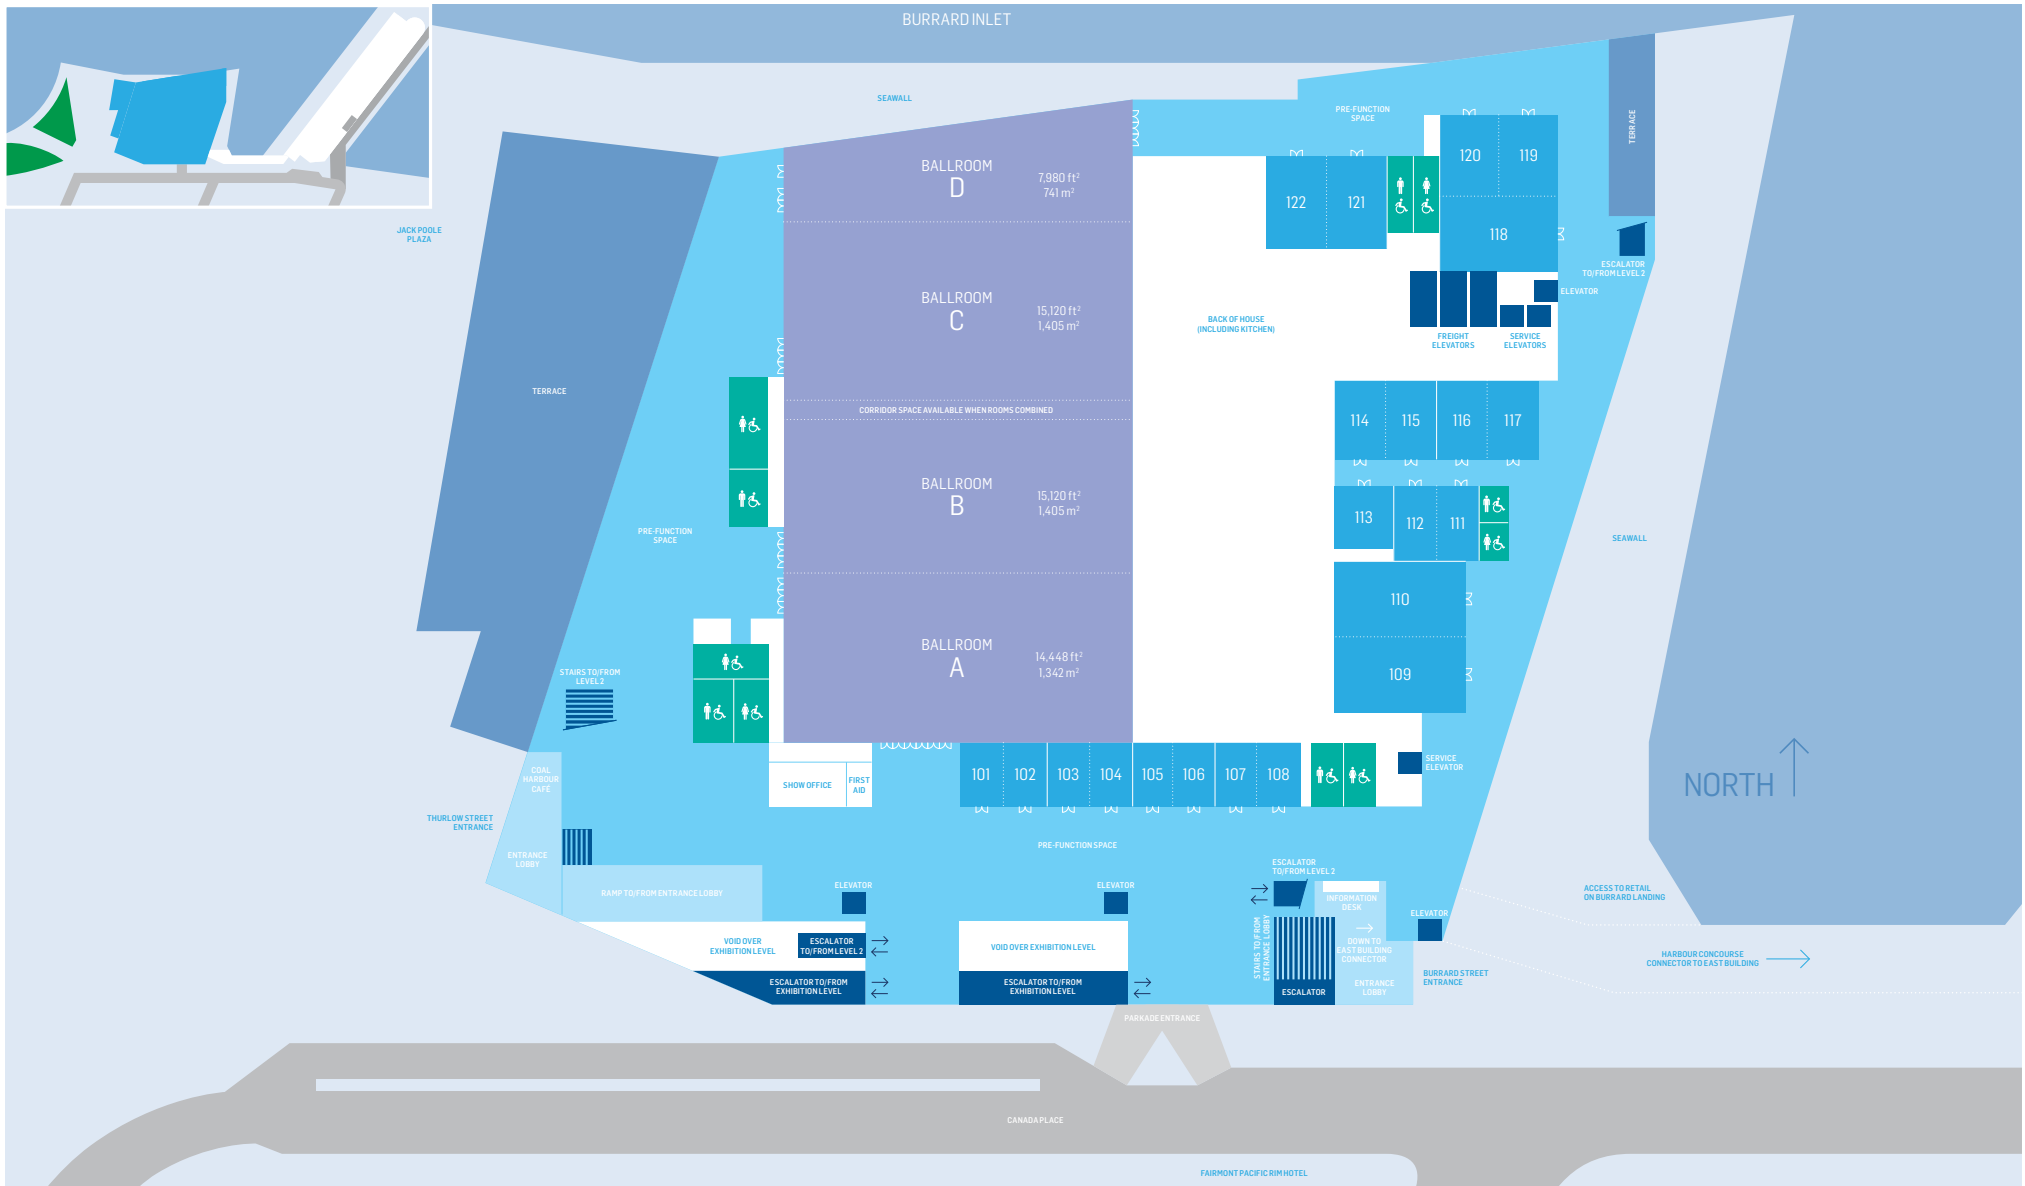 BURRARD INLET
SEAWALL
PRE-FUNCTION
SPACE
TERRACE
JACK POOLE
PLAZA
BALLROOM
D
7,980 ft²
741 m²
122
121
120
119
118
ESCALATOR
TO/FROM LEVEL 2
ELEVATOR
FREIGHT
ELEVATORS
SERVICE
ELEVATORS
BACK OF HOUSE
(INCLUDING KITCHEN)
BALLROOM
C
15,120 ft²
1,405 m²
TERRACE
CORRIDOR SPACE AVAILABLE WHEN ROOMS COMBINED
114
115
116
117
BALLROOM
B
15,120 ft²
1,405 m²
113
112
111
PRE-FUNCTION
SPACE
SEAWALL
110
109
BALLROOM
A
14,448 ft²
1,342 m²
STAIRS TO/FROM
LEVEL 2
COAL
HARBOUR
CAFÉ
SHOW OFFICE
FIRST
AID
101
102
103
104
105
106
107
108
SERVICE
ELEVATOR
NORTH
THURLOW STREET
ENTRANCE
ENTRANCE
LOBBY
PRE-FUNCTION SPACE
RAMP TO/FROM ENTRANCE LOBBY
ELEVATOR
ELEVATOR
ESCALATOR
TO/FROM LEVEL 2
INFORMATION
DESK
ELEVATOR
ACCESS TO RETAIL
ON BURRARD LANDING
VOID OVER
EXHIBITION LEVEL
ESCALATOR
TO/FROM LEVEL 2
VOID OVER EXHIBITION LEVEL
STAIRS TO/FROM
ENTRANCE LOBBY
DOWN TO
EAST BUILDING
CONNECTOR
HARBOUR CONCOURSE
CONNECTOR TO EAST BUILDING
ESCALATOR TO/FROM
EXHIBITION LEVEL
ESCALATOR TO/FROM
EXHIBITION LEVEL
ESCALATOR
ENTRANCE
LOBBY
BURRARD STREET
ENTRANCE
PARKADE ENTRANCE
CANADA PLACE
FAIRMONT PACIFIC RIM HOTEL